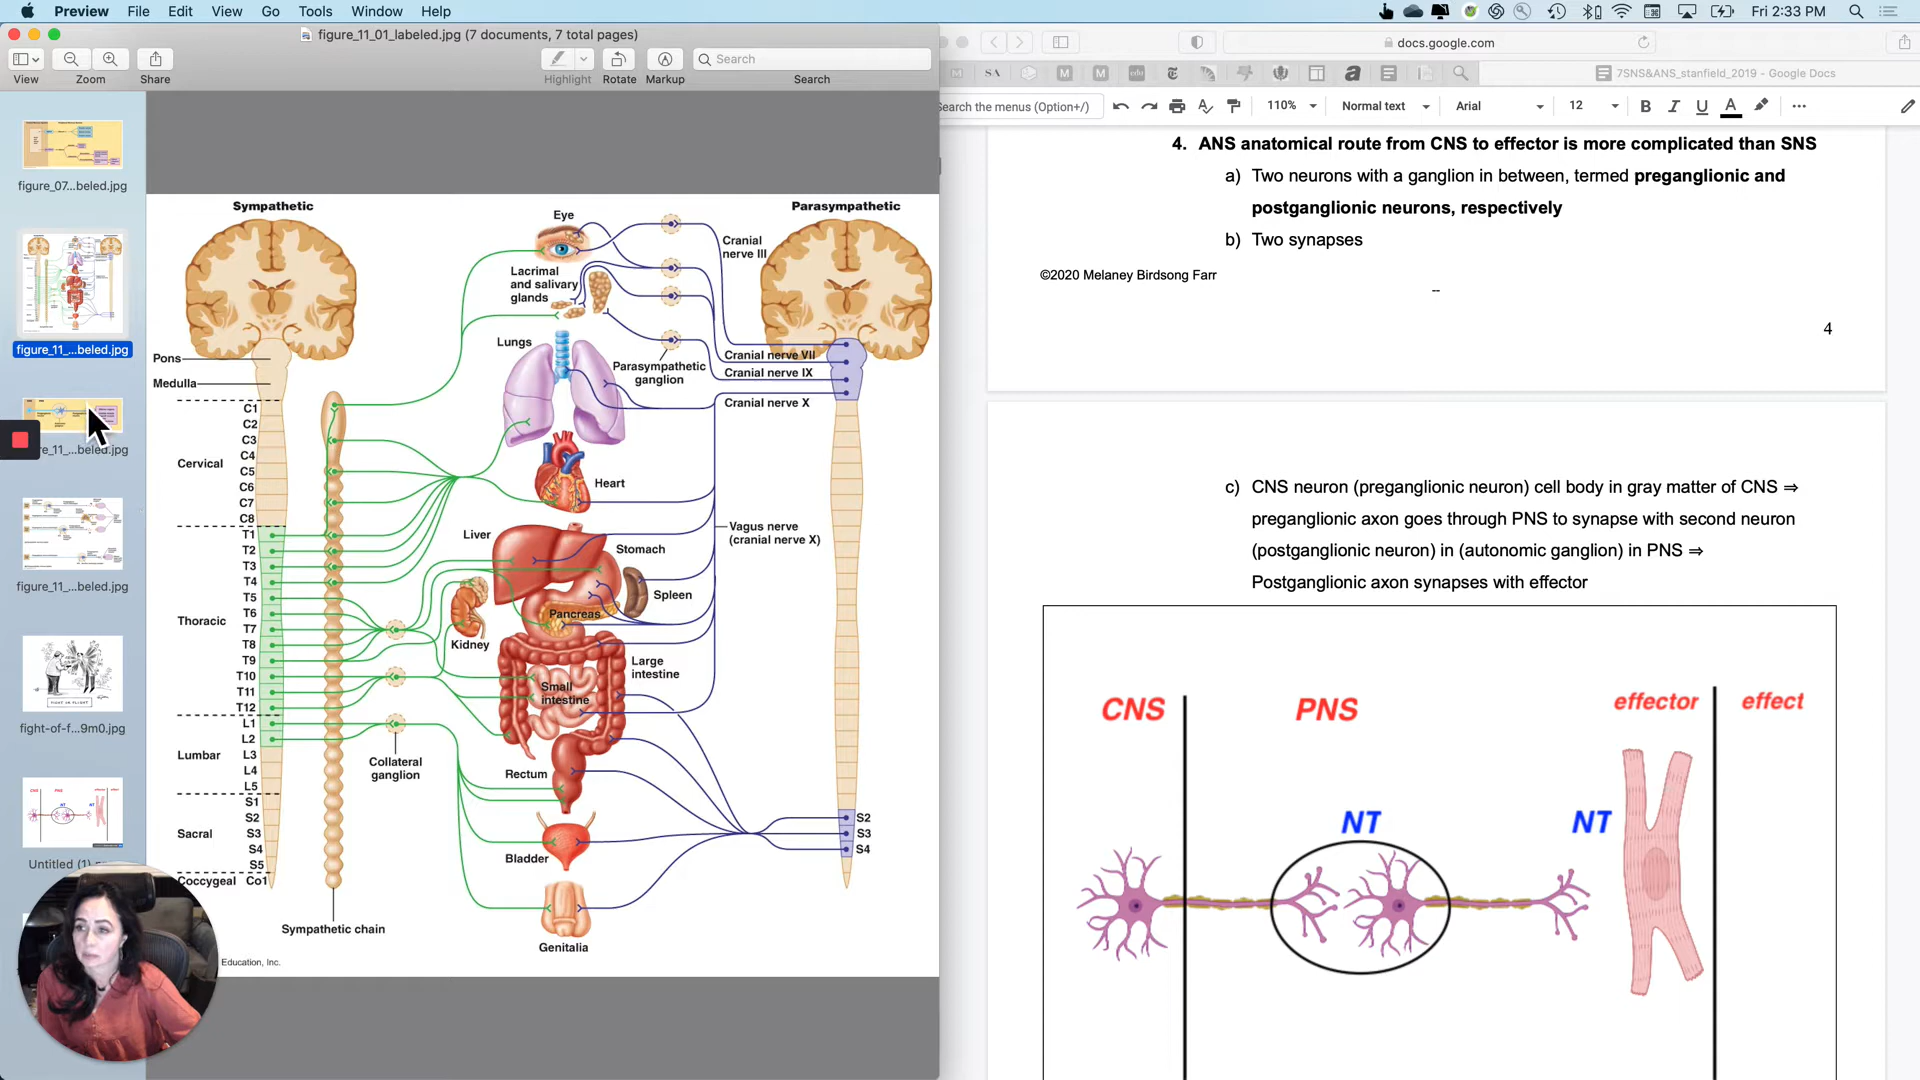 Preview File Edit View Go Tools Window Help
Fri 2:33 PM
figure_11_01_labeled.jpg (7 documents, 7 total pages)
View
Zoom
Share
Highlight
Rotate
Markup
Search
Search
docs.google.com
7SNS&ANS_stanfield_2019 - Google Docs
Search the menus (Option+/)
110%
Normal text
Arial
12
B I U A
figure_07...beled.jpg
figure_11_...beled.jpg
re_11_...beled.jpg
figure_11_...beled.jpg
FIGHT OR FLIGHT
fight-of-f...9m0.jpg
Sympathetic
Parasympathetic
Eye
Cranial
nerve III
Lacrimal
and salivary
glands
Lungs
Parasympathetic
ganglion
Cranial nerve VII
Cranial nerve IX
Cranial nerve X
Pons
Medulla
Cervical
C1
C2
C3
C4
C5
C6
C7
C8
Heart
Thoracic
T1
T2
T3
T4
T5
T6
T7
T8
T9
T10
T11
T12
Liver
Vagus nerve
(cranial nerve X)
Stomach
Spleen
Pancreas
Kidney
Large
intestine
Small
intestine
Lumbar
L1
L2
L3
L4
L5
Collateral
ganglion
Rectum
Sacral
S1
S2
S3
S4
S5
S2
S3
S4
Bladder
Coccygeal Co1
Sympathetic chain
Genitalia
Education, Inc.
4. ANS anatomical route from CNS to effector is more complicated than SNS
a) Two neurons with a ganglion in between, termed preganglionic and
postganglionic neurons, respectively
b) Two synapses
©2020 Melaney Birdsong Farr
--
4
c) CNS neuron (preganglionic neuron) cell body in gray matter of CNS ⇒
preganglionic axon goes through PNS to synapse with second neuron
(postganglionic neuron) in (autonomic ganglion) in PNS ⇒
Postganglionic axon synapses with effector
CNS
PNS
effector
effect
NT
NT